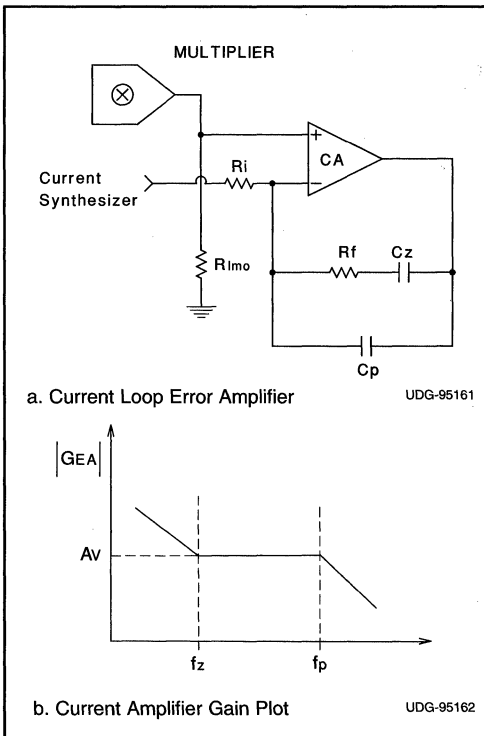 MULTIPLIER
CA
+
−
Ri
Current
Synthesizer
RImo
Rf
Cz
Cp
a. Current Loop Error Amplifier
UDG-95161
|GEA|
Av
fz
fp
b. Current Amplifier Gain Plot
UDG-95162